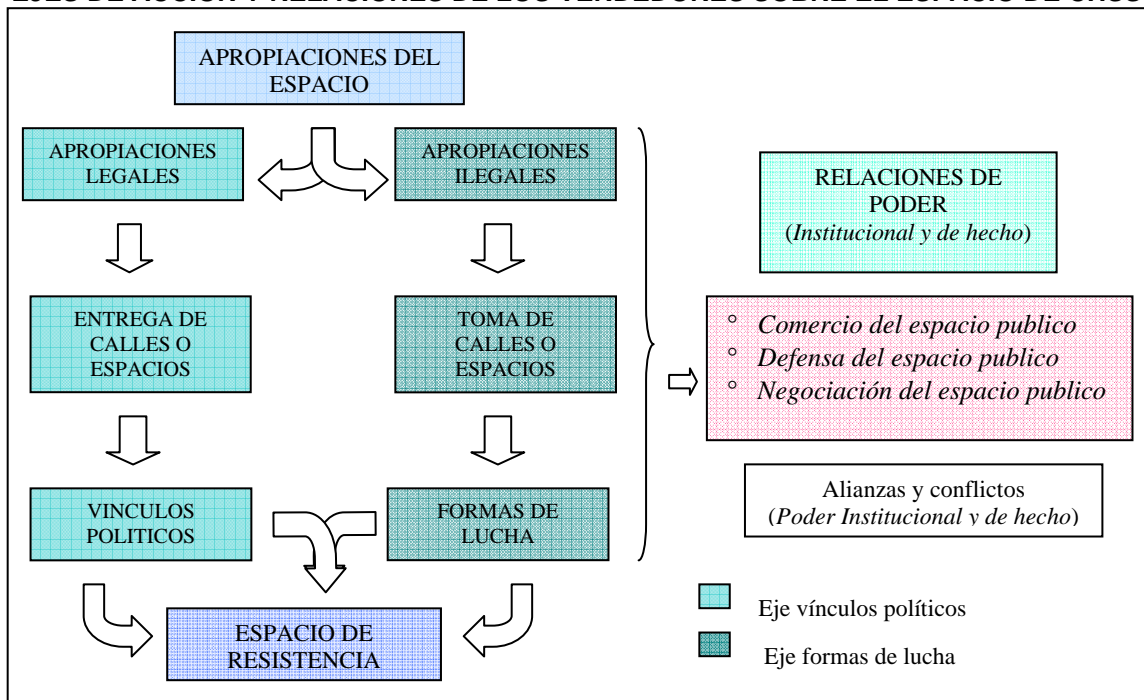 APROPIACIONES DEL
ESPACIO
APROPIACIONES
LEGALES
APROPIACIONES
ILEGALES
ENTREGA DE
CALLES O
ESPACIOS
TOMA DE
CALLES O
ESPACIOS
VINCULOS
POLITICOS
FORMAS DE
LUCHA
ESPACIO DE
RESISTENCIA
RELACIONES DE
PODER
(Institucional y de hecho)
° Comercio del espacio publico
° Defensa del espacio publico
° Negociación del espacio publico
Alianzas y conflictos
(Poder Institucional y de hecho)
Eje vínculos políticos
Eje formas de lucha